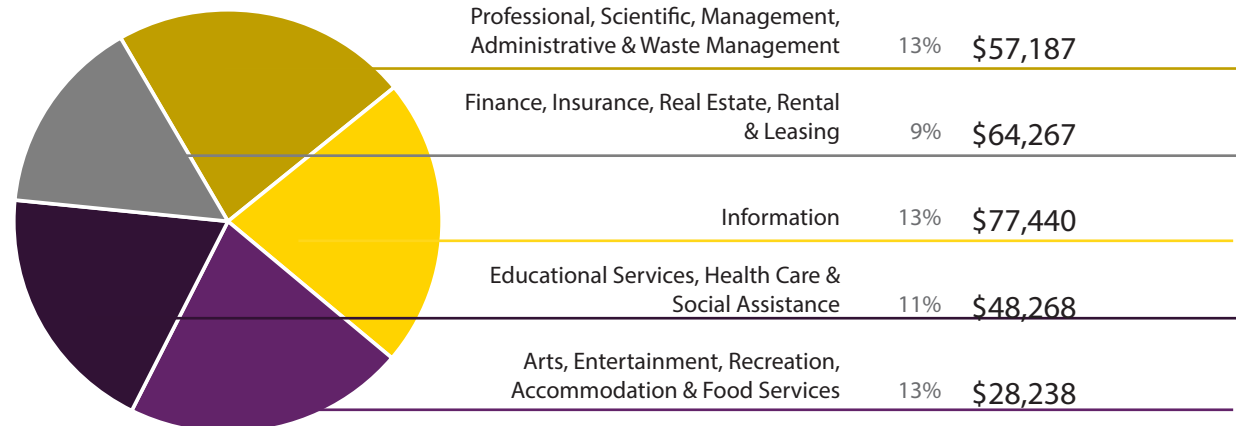 Professional, Scientific, Management,
Administrative & Waste Management 13% $57,187
Finance, Insurance, Real Estate, Rental
& Leasing 9% $64,267
Information 13% $77,440
Educational Services, Health Care &
Social Assistance 11% $48,268
Arts, Entertainment, Recreation,
Accommodation & Food Services 13% $28,238